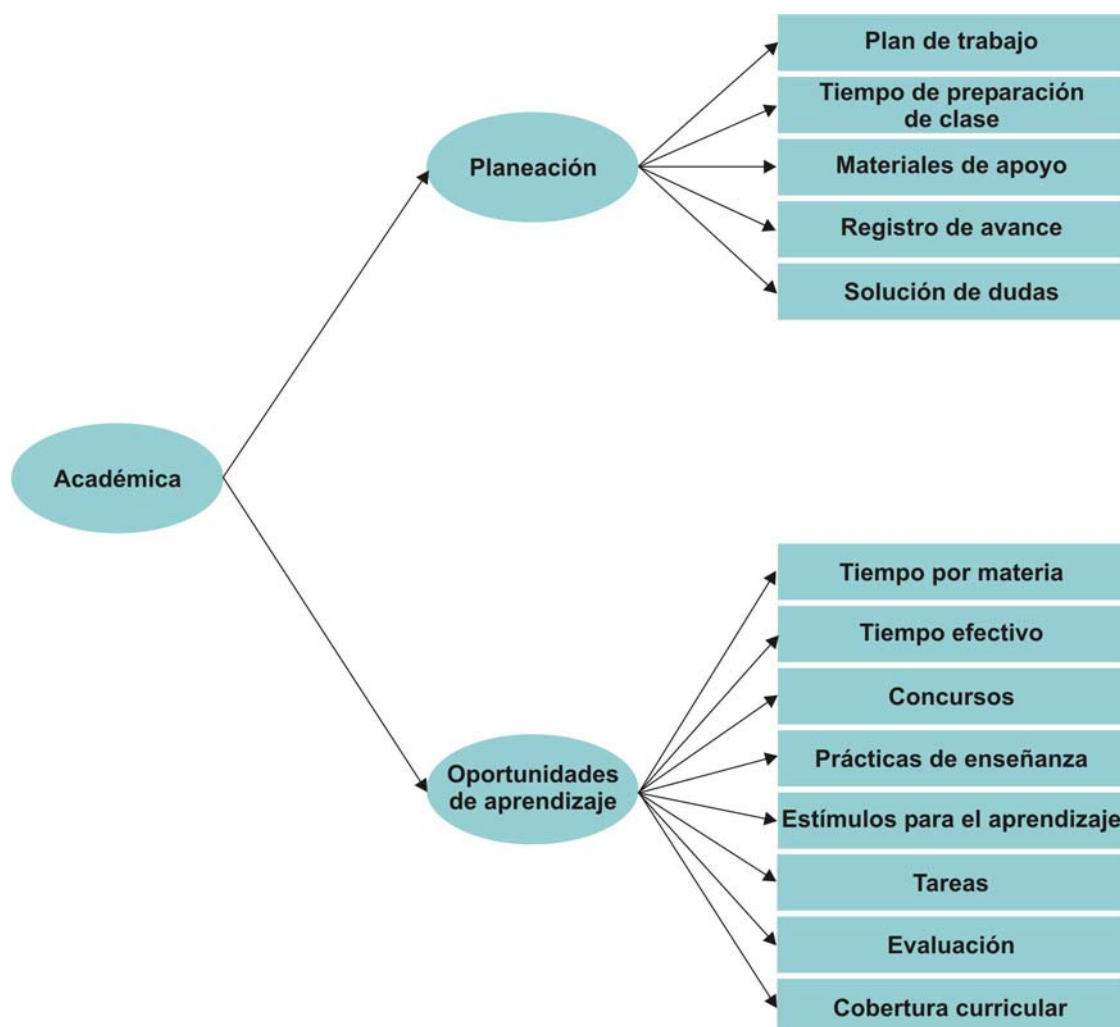 Plan de trabajo
Tiempo de preparación
de clase
Planeación
Materiales de apoyo
Registro de avance
Solución de dudas
Académica
Tiempo por materia
Tiempo efectivo
Concursos
Prácticas de enseñanza
Oportunidades
de aprendizaje
Estímulos para el aprendizaje
Tareas
Evaluación
Cobertura curricular